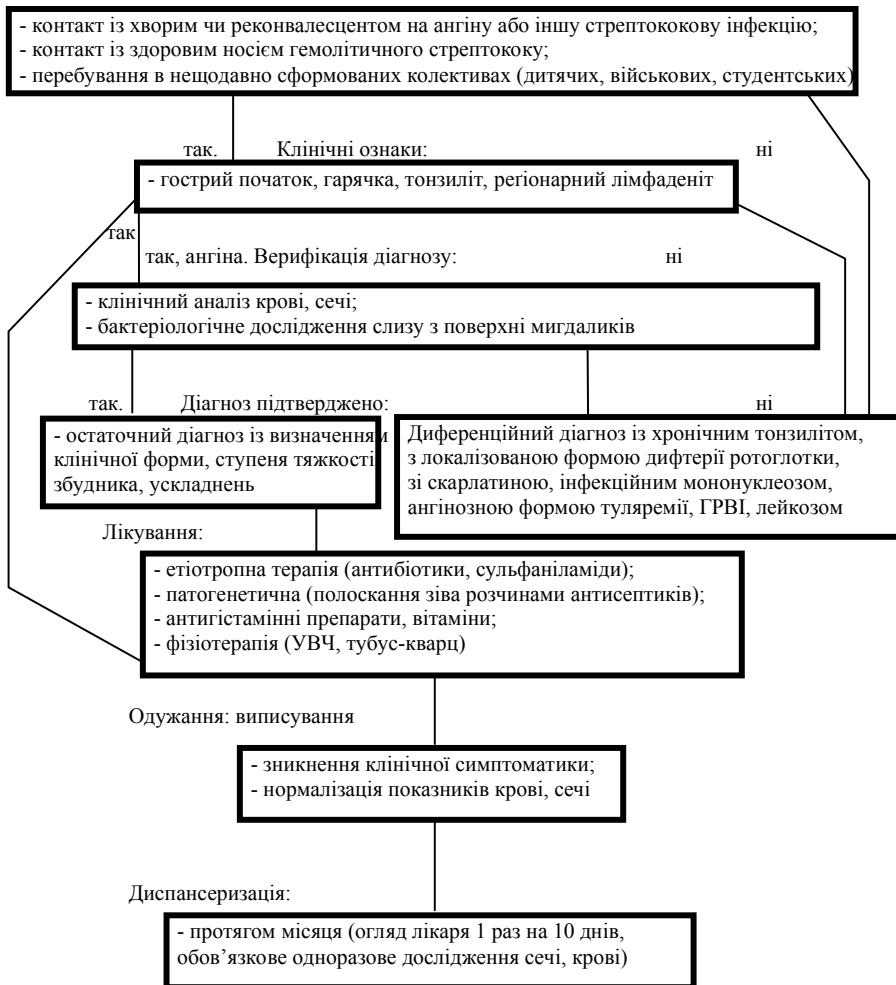 - контакт із хворим чи реконвалесцентом на ангіну або іншу стрептококову інфекцію;
- контакт із здоровим носієм гемолітичного стрептококу;
- перебування в нещодавно сформованих колективах (дитячих, військових, студентських)
так. Клінічні ознаки: ні
- гострий початок, гарячка, тонзиліт, реґіонарний лімфаденіт
так
так, ангіна. Верифікація діагнозу: ні
- клінічний аналіз крові, сечі;
- бактеріологічне дослідження слизу з поверхні мигдаликів
так. Діагноз підтверджено: ні
- остаточний діагноз із визначенням
клінічної форми, ступеня тяжкості
збудника, ускладнень
Диференційний діагноз із хронічним тонзилітом,
з локалізованою формою дифтерії ротоглотки,
зі скарлатиною, інфекційним мононуклеозом,
ангінозною формою туляремії, ГРВІ, лейкозом
Лікування:
- етіотропна терапія (антибіотики, сульфаніламіди);
- патогенетична (полоскання зіва розчинами антисептиків);
- антигістамінні препарати, вітаміни;
- фізіотерапія (УВЧ, тубус-кварц)
Одужання: виписування
- зникнення клінічної симптоматики;
- нормалізація показників крові, сечі
Диспансеризація:
- протягом місяця (огляд лікаря 1 раз на 10 днів,
обов’язкове одноразове дослідження сечі, крові)